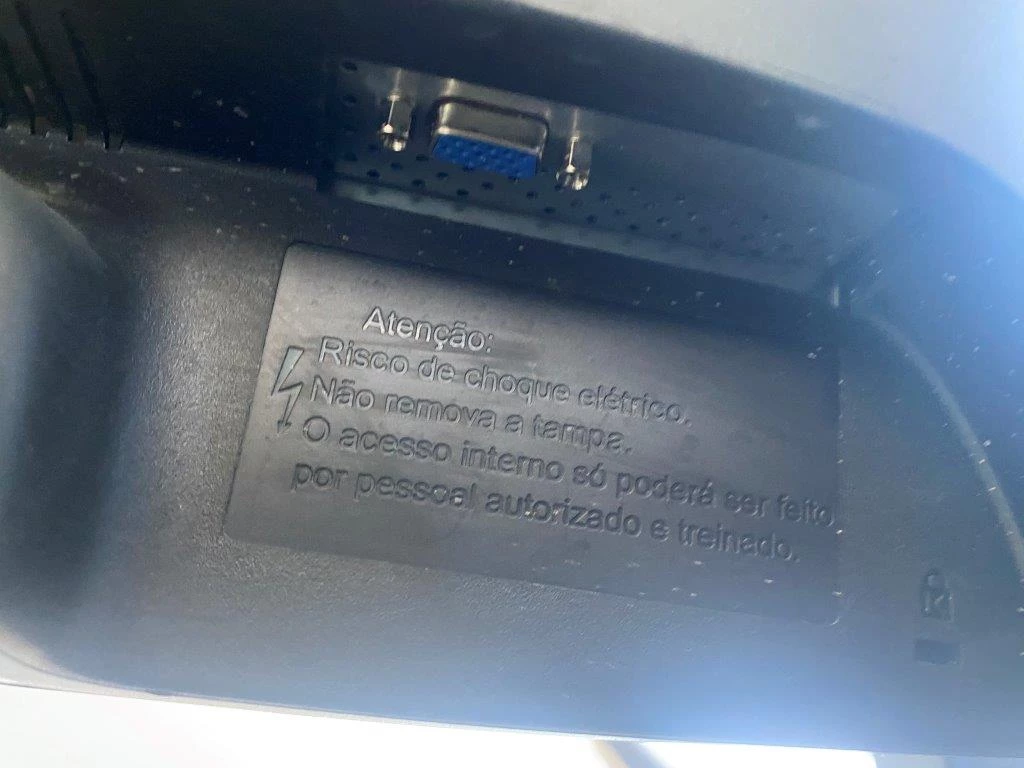 Atenção:
Risco de choque elétrico.
Não remova a tampa.
O acesso interno só poderá ser feito
por pessoal autorizado e treinado.